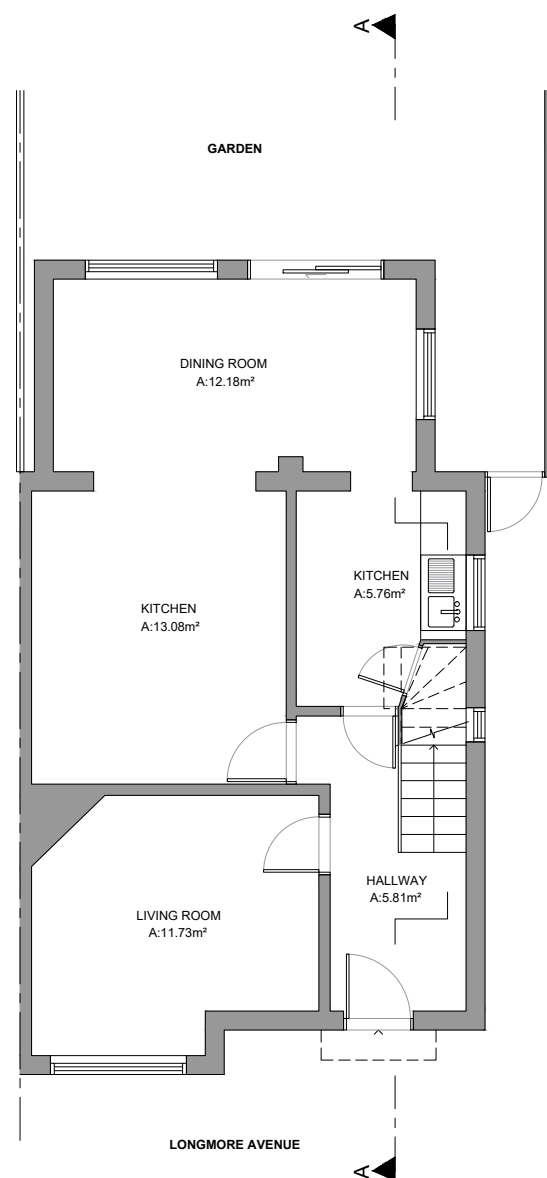 A
GARDEN
DINING ROOM
A:12.18m²
KITCHEN
A:5.76m²
KITCHEN
A:13.08m²
HALLWAY
A:5.81m²
LIVING ROOM
A:11.73m²
LONGMORE AVENUE
A